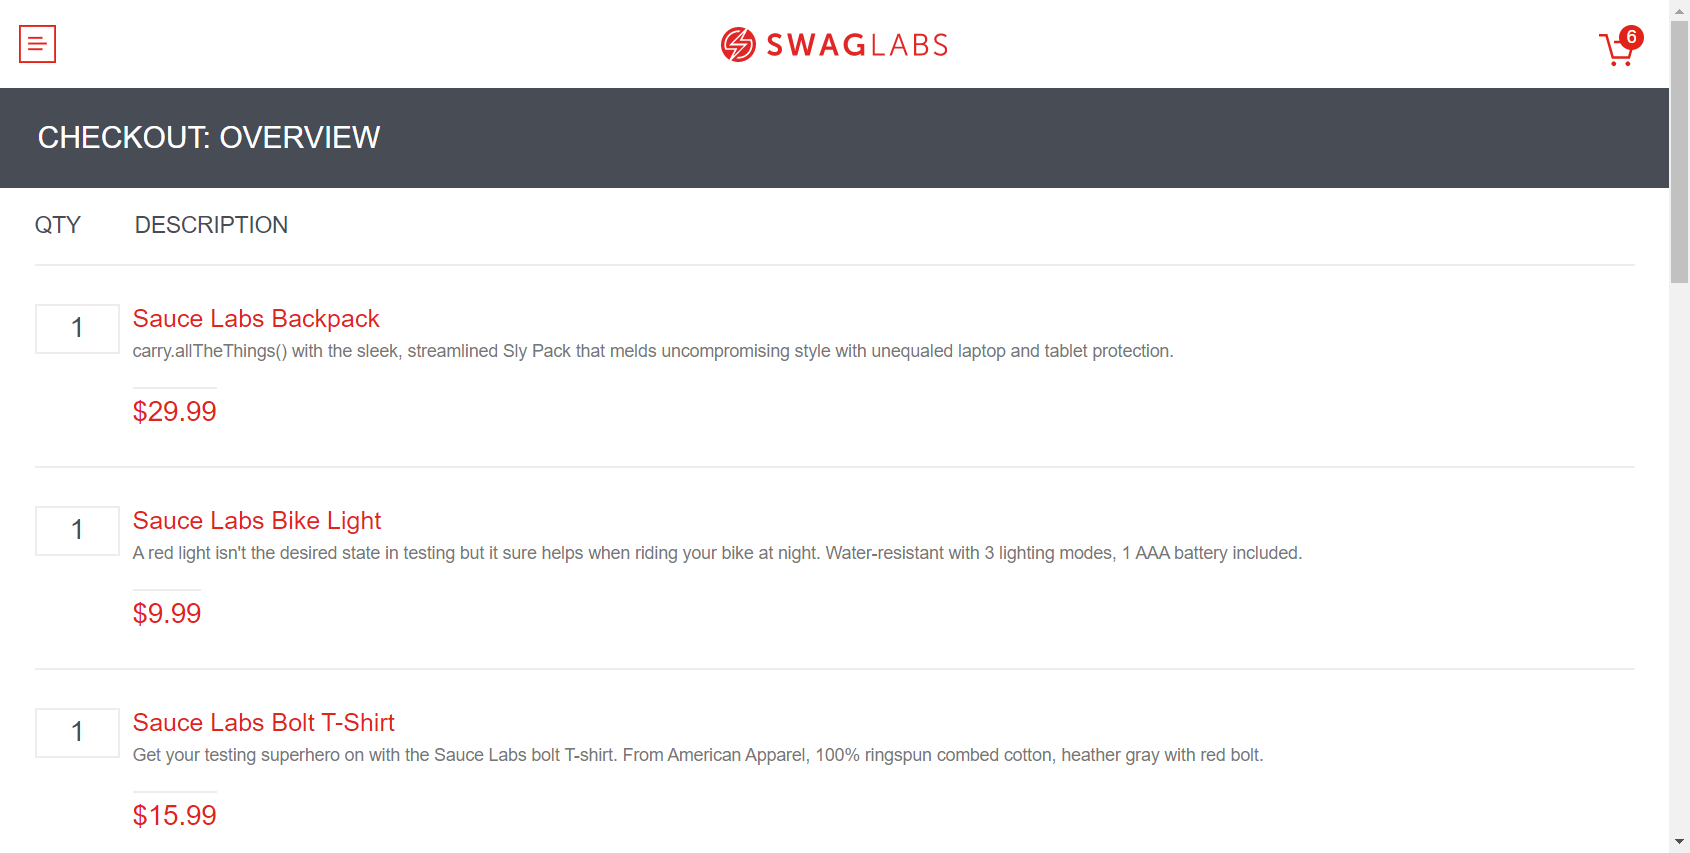 SWAGLABS
6
CHECKOUT: OVERVIEW
QTY DESCRIPTION
1
Sauce Labs Backpack
carry.allTheThings() with the sleek, streamlined Sly Pack that melds uncompromising style with unequaled laptop and tablet protection.
$29.99
1
Sauce Labs Bike Light
A red light isn't the desired state in testing but it sure helps when riding your bike at night. Water-resistant with 3 lighting modes, 1 AAA battery included.
$9.99
1
Sauce Labs Bolt T-Shirt
Get your testing superhero on with the Sauce Labs bolt T-shirt. From American Apparel, 100% ringspun combed cotton, heather gray with red bolt.
$15.99